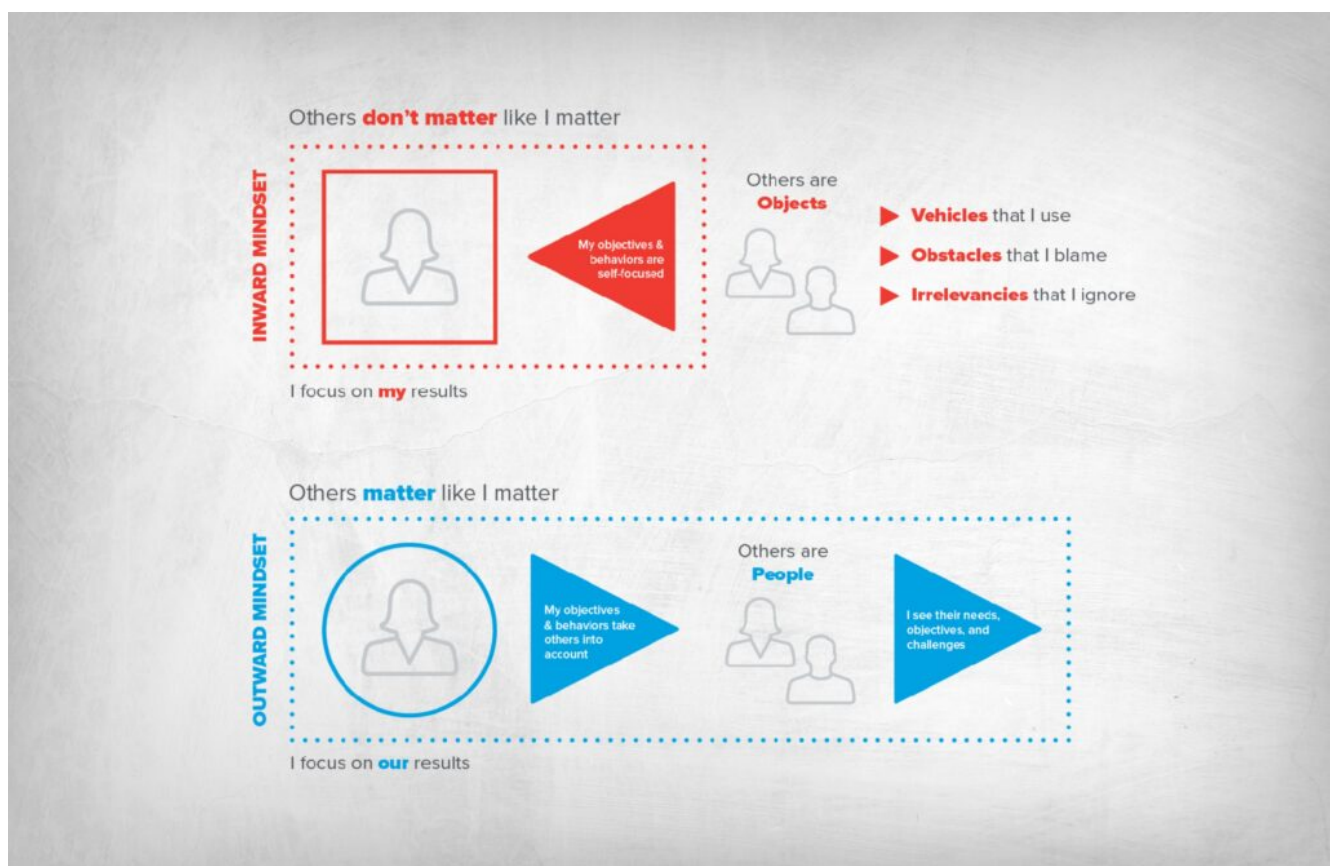 Others don't matter like I matter
INWARD MINDSET
My objectives &
behaviors are
self-focused
Others are
Objects
Vehicles that I use
Obstacles that I blame
Irrelevancies that I ignore
I focus on my results
Others matter like I matter
OUTWARD MINDSET
My objectives
& behaviors take
others into
account
Others are
People
I see their needs,
objectives, and
challenges
I focus on our results